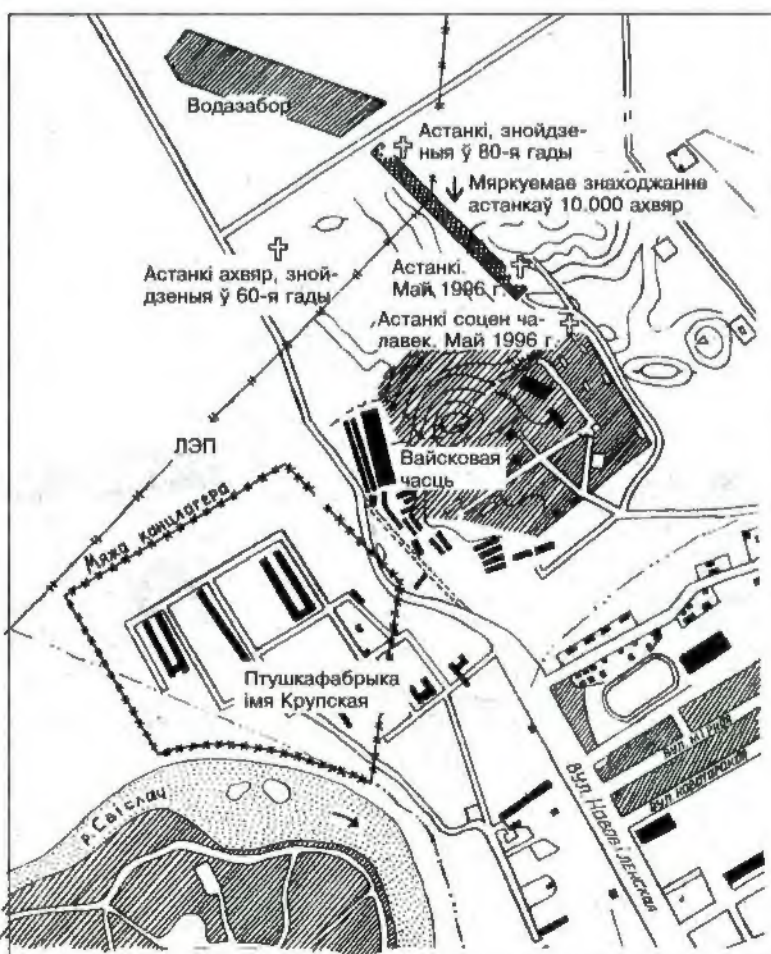 Водазабор
Астанкі, знойдзе-
ныя ў 80-я гады
Мяркуемае знаходжанне
астанкаў 10.000 ахвяр
Астанкі ахвяр, зной-
дзеныя ў 60-я гады
Астанкі.
Май 1996 г.
Астанкі соцен ча-
лавек. Май 1996 г.
ЛЭП
Вайсковая
часць
Мяжа канцлагера
Птушкафабрыка
імя Крупская
р. Свіслач
вул. Нававіленская
вул. Мірная